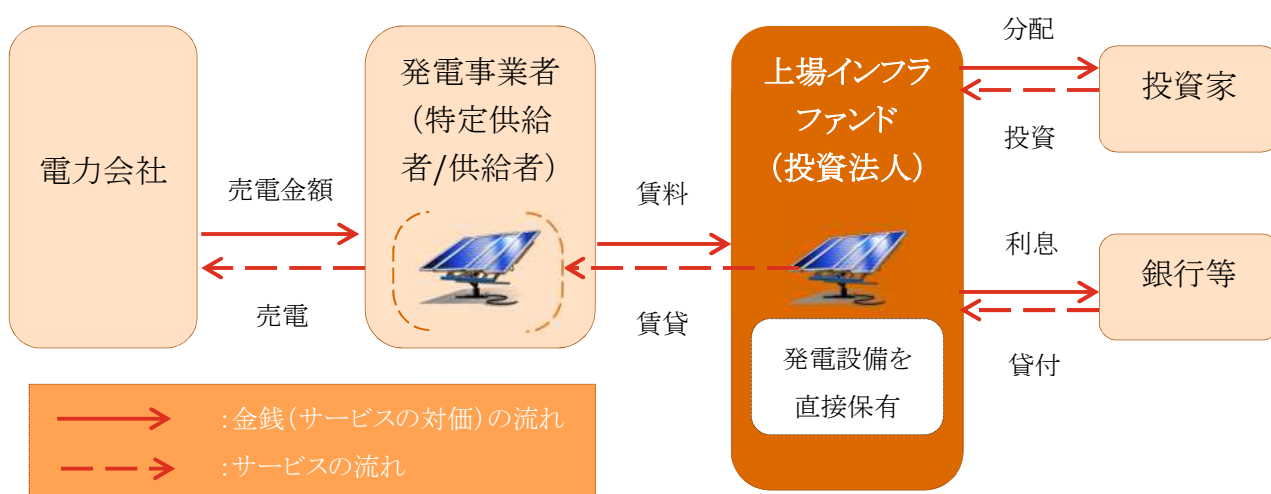 電力会社
売電金額
売電
発電事業者
（特定供給
者/供給者）
賃料
賃貸
上場インフラ
ファンド
（投資法人）
発電設備を
直接保有
分配
投資
投資家
利息
貸付
銀行等
：金銭（サービスの対価）の流れ
：サービスの流れ